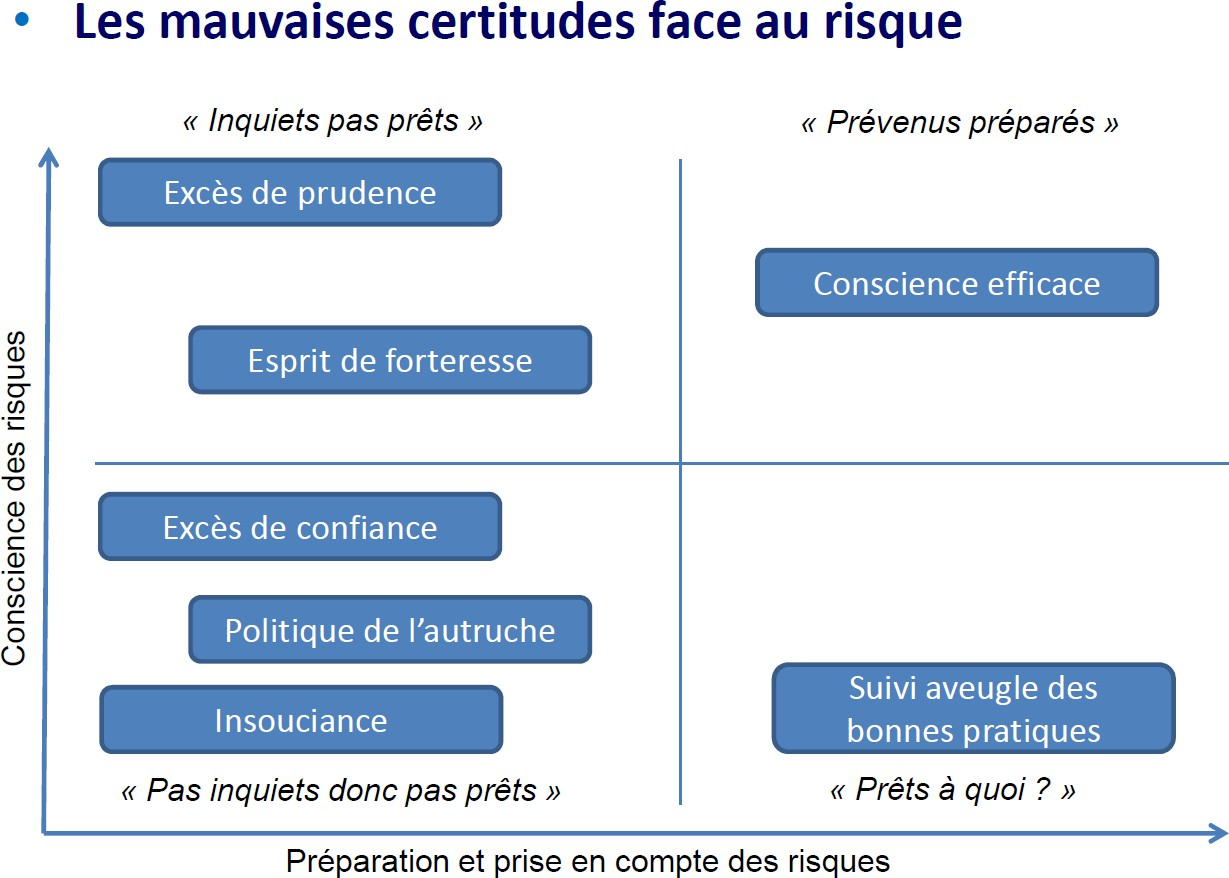 • Les mauvaises certitudes face au risque
« Inquiets pas prêts »
« Prévenus préparés »
Excès de prudence
Conscience efficace
Esprit de forteresse
Conscience des risques
Excès de confiance
Politique de l’autruche
Insouciance
Suivi aveugle des
bonnes pratiques
« Pas inquiets donc pas prêts »
« Prêts à quoi ? »
Préparation et prise en compte des risques